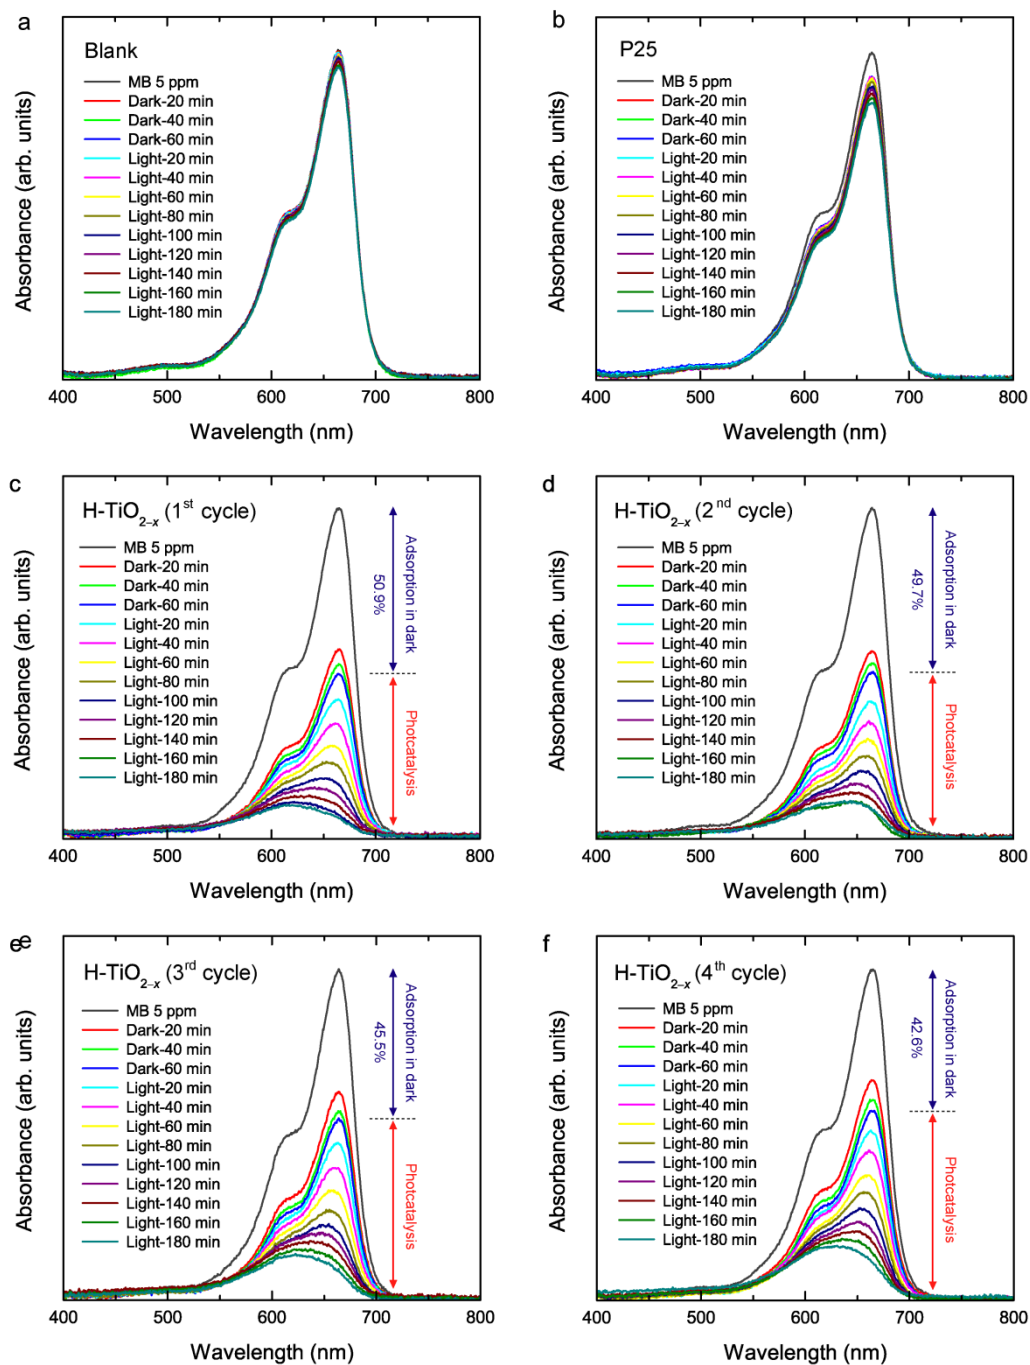 a
Blank
MB 5 ppm
Dark-20 min
Dark-40 min
Dark-60 min
Light-20 min
Light-40 min
Light-60 min
Light-80 min
Light-100 min
Light-120 min
Light-140 min
Light-160 min
Light-180 min
Absorbance (arb. units)
400 500 600 700 800
Wavelength (nm)
b
P25
MB 5 ppm
Dark-20 min
Dark-40 min
Dark-60 min
Light-20 min
Light-40 min
Light-60 min
Light-80 min
Light-100 min
Light-120 min
Light-140 min
Light-160 min
Light-180 min
Absorbance (arb. units)
400 500 600 700 800
Wavelength (nm)
c
H-TiO2-x (1st cycle)
MB 5 ppm
Dark-20 min
Dark-40 min
Dark-60 min
Light-20 min
Light-40 min
Light-60 min
Light-80 min
Light-100 min
Light-120 min
Light-140 min
Light-160 min
Light-180 min
Adsorption in dark
50.9%
Photcatalysis
Absorbance (arb. units)
400 500 600 700 800
Wavelength (nm)
d
H-TiO2-x (2nd cycle)
MB 5 ppm
Dark-20 min
Dark-40 min
Dark-60 min
Light-20 min
Light-40 min
Light-60 min
Light-80 min
Light-100 min
Light-120 min
Light-140 min
Light-160 min
Light-180 min
Adsorption in dark
49.7%
Photcatalysis
Absorbance (arb. units)
400 500 600 700 800
Wavelength (nm)
ee
H-TiO2-x (3rd cycle)
MB 5 ppm
Dark-20 min
Dark-40 min
Dark-60 min
Light-20 min
Light-40 min
Light-60 min
Light-80 min
Light-100 min
Light-120 min
Light-140 min
Light-160 min
Light-180 min
Adsorption in dark
45.5%
Photcatalysis
Absorbance (arb. units)
400 500 600 700 800
Wavelength (nm)
f
H-TiO2-x (4th cycle)
MB 5 ppm
Dark-20 min
Dark-40 min
Dark-60 min
Light-20 min
Light-40 min
Light-60 min
Light-80 min
Light-100 min
Light-120 min
Light-140 min
Light-160 min
Light-180 min
Adsorption in dark
42.6%
Photcatalysis
Absorbance (arb. units)
400 500 600 700 800
Wavelength (nm)